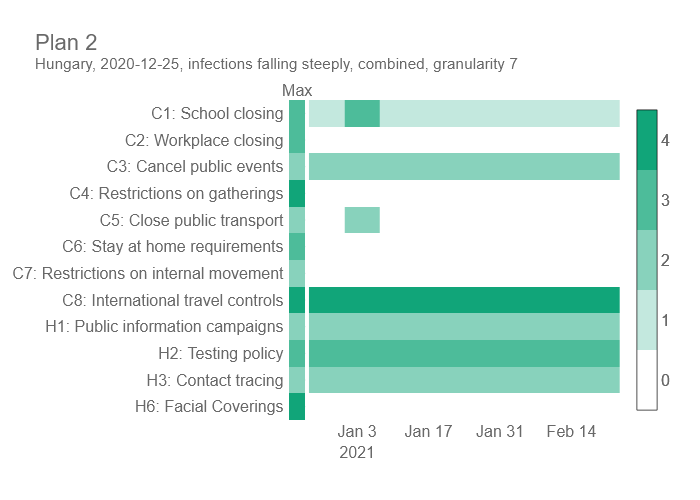 Plan 2
Hungary, 2020-12-25, infections falling steeply, combined, granularity 7
Max
C1: School closing
C2: Workplace closing
C3: Cancel public events
C4: Restrictions on gatherings
C5: Close public transport
C6: Stay at home requirements
C7: Restrictions on internal movement
C8: International travel controls
H1: Public information campaigns
H2: Testing policy
H3: Contact tracing
H6: Facial Coverings
Jan 3 Jan 17 Jan 31 Feb 14
2021
4
3
2
1
0